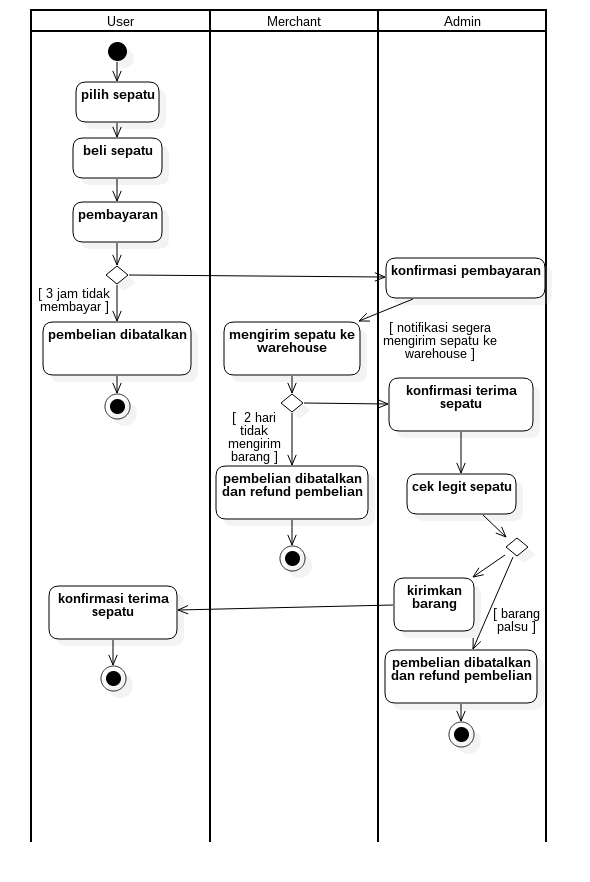 User
Merchant
Admin
pilih sepatu
beli sepatu
pembayaran
[ 3 jam tidak
membayar ]
pembelian dibatalkan
konfirmasi pembayaran
[ notifikasi segera
mengirim sepatu ke
warehouse ]
mengirim sepatu ke
warehouse
[  2 hari
tidak
mengirim
barang ]
konfirmasi terima
sepatu
pembelian dibatalkan
dan refund pembelian
cek legit sepatu
kirimkan
barang
[ barang
palsu ]
konfirmasi terima
sepatu
pembelian dibatalkan
dan refund pembelian